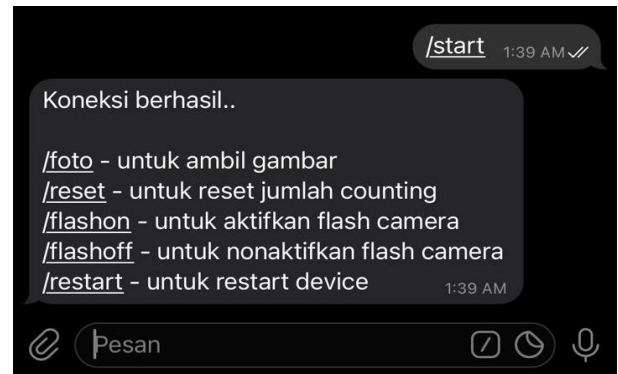 /start 1:39 AM
Koneksi berhasil..
/foto - untuk ambil gambar
/reset - untuk reset jumlah counting
/flashon - untuk aktifkan flash camera
/flashoff - untuk nonaktifkan flash camera
/restart - untuk restart device 1:39 AM
Pesan